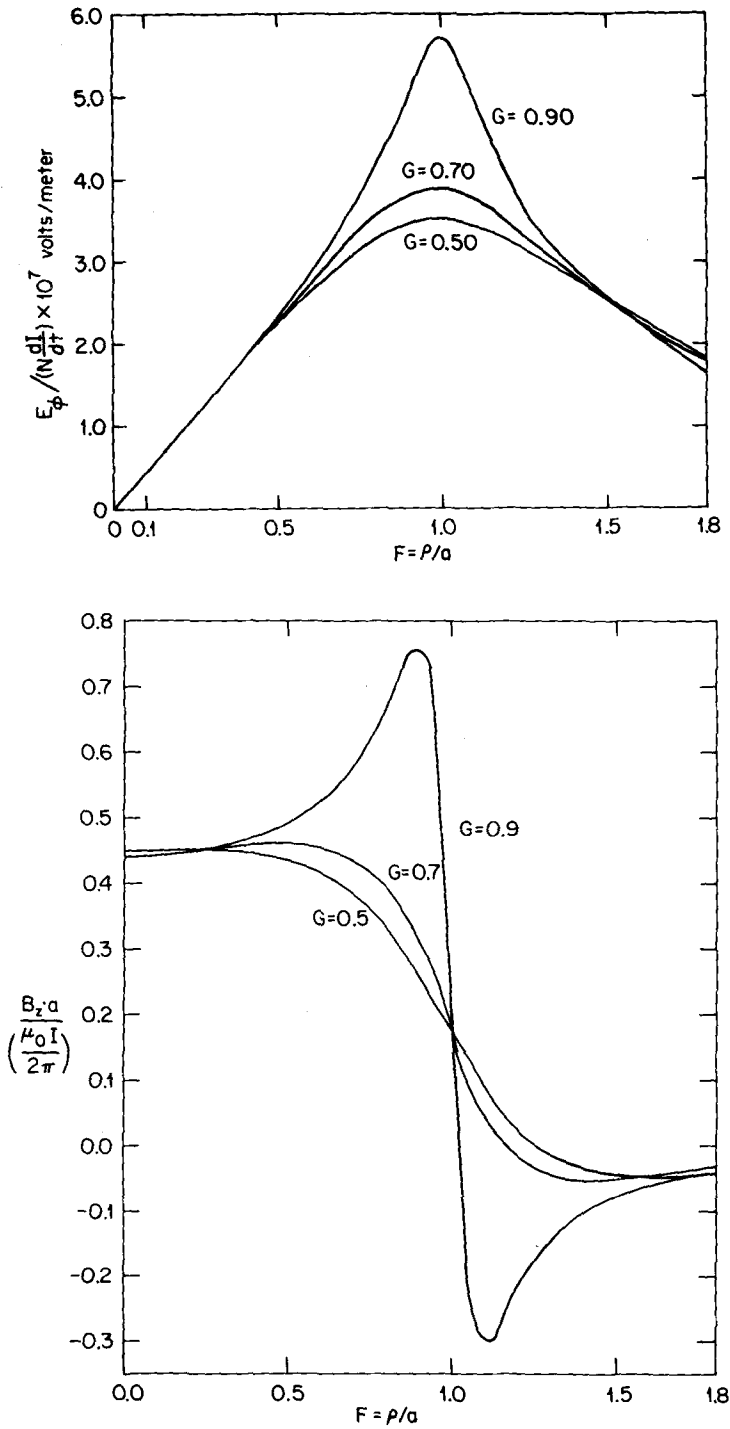 6.0
5.0
4.0
3.0
2.0
1.0
0
E_φ/(N dI/dt) × 10^7 volts/meter
G= 0.90
G=0.70
G=0.50
0 0.1 0.5 1.0 1.5 1.8
F=ρ/a
0.8
0.7
0.6
0.5
0.4
0.3
0.2
0.1
0.0
-0.1
-0.2
-0.3
B_z·a
(μ_0 I
2π)
G=0.9
G=0.7
G=0.5
0.0 0.5 1.0 1.5 1.8
F=ρ/a